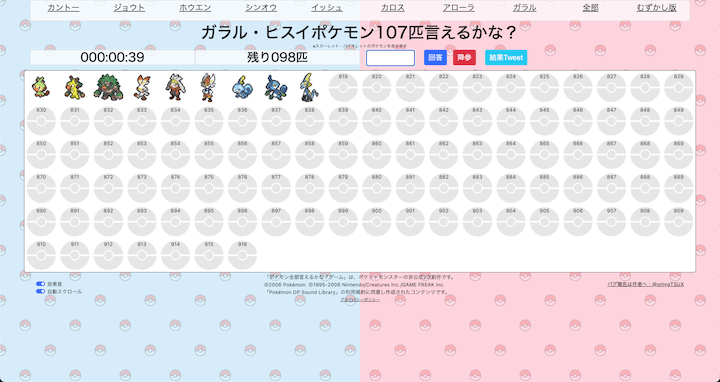 カントー ジョウト ホウエン シンオウ イッシュ カロス アローラ ガラル 全部 むずかし版
ガラル・ヒスイポケモン107匹言えるかな？
000:00:39 残り098匹 回答 降参 結果Tweet
819 820 821 822 823 824 825 826 827 828 829
830 831 832 833 834 835 836 837 838 839 840 841 842 843 844 845 846 847 848 849
850 851 852 853 854 855 856 857 858 859 860 861 862 863 864 865 866 867 868 869
870 871 872 873 874 875 876 877 878 879 880 881 882 883 884 885 886 887 888 889
890 891 892 893 894 895 896 897 898 899 900 901 902 903 904 905 906 907 908 909
910 911 912 913 914 915 916
効果音
自動スクロール
「ポケモン全部言えるかな？ゲーム」は、ポケットモンスターの非公式2次創作です。
©2006 Pokémon. ©1995-2006 Nintendo/Creatures Inc./GAME FREAK Inc.
「Pokémon DP Sound Library」の利用規約に同意し作成されたコンテンツです。
プライバシーポリシー
バグ報告は作者へ @omvoTSUX